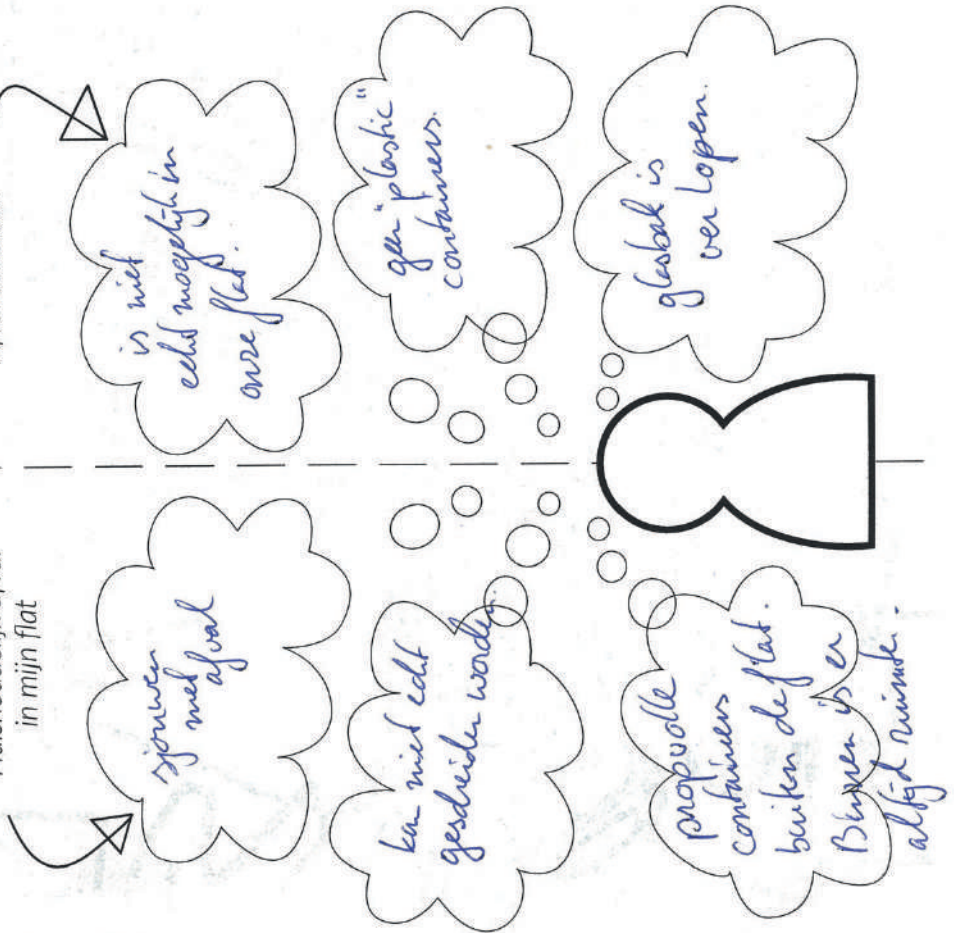 in mijn flat
sjouwen
met
afval
kan niet echt
gescheiden worden.
propvolle
containers
buiten de flat.
Binnen is er
altijd ruimte.
is niet
echt mogelijk in
onze flat.
geen "plastic"
containers.
glasbak is
ver lopen.